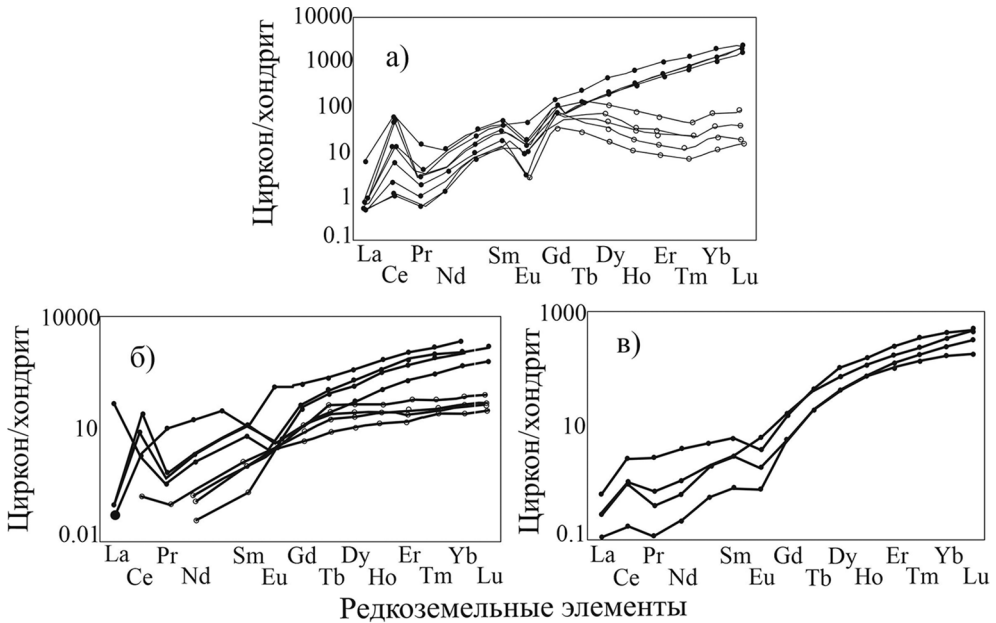 10000
1000
100
10
1
0.1
Циркон/хондрит
а)
La Pr Sm Gd Dy Er Yb
Ce Nd Eu Tb Ho Tm Lu
10000
10
0.01
Циркон/хондрит
б)
La Pr Sm Gd Dy Er Yb
Ce Nd Eu Tb Ho Tm Lu
1000
10
0.1
Циркон/хондрит
в)
La Pr Sm Gd Dy Er Yb
Ce Nd Eu Tb Ho Tm Lu
Редкоземельные элементы